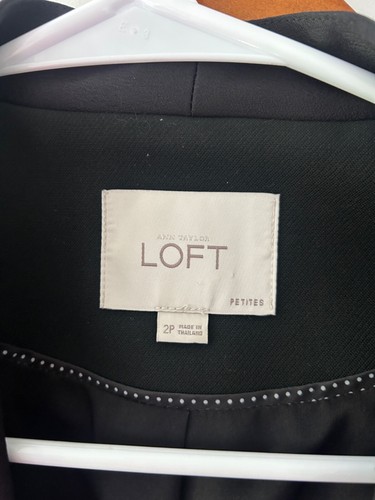 ANN TAYLOR
LOFT
PETITES
2P
MADE IN
THAILAND